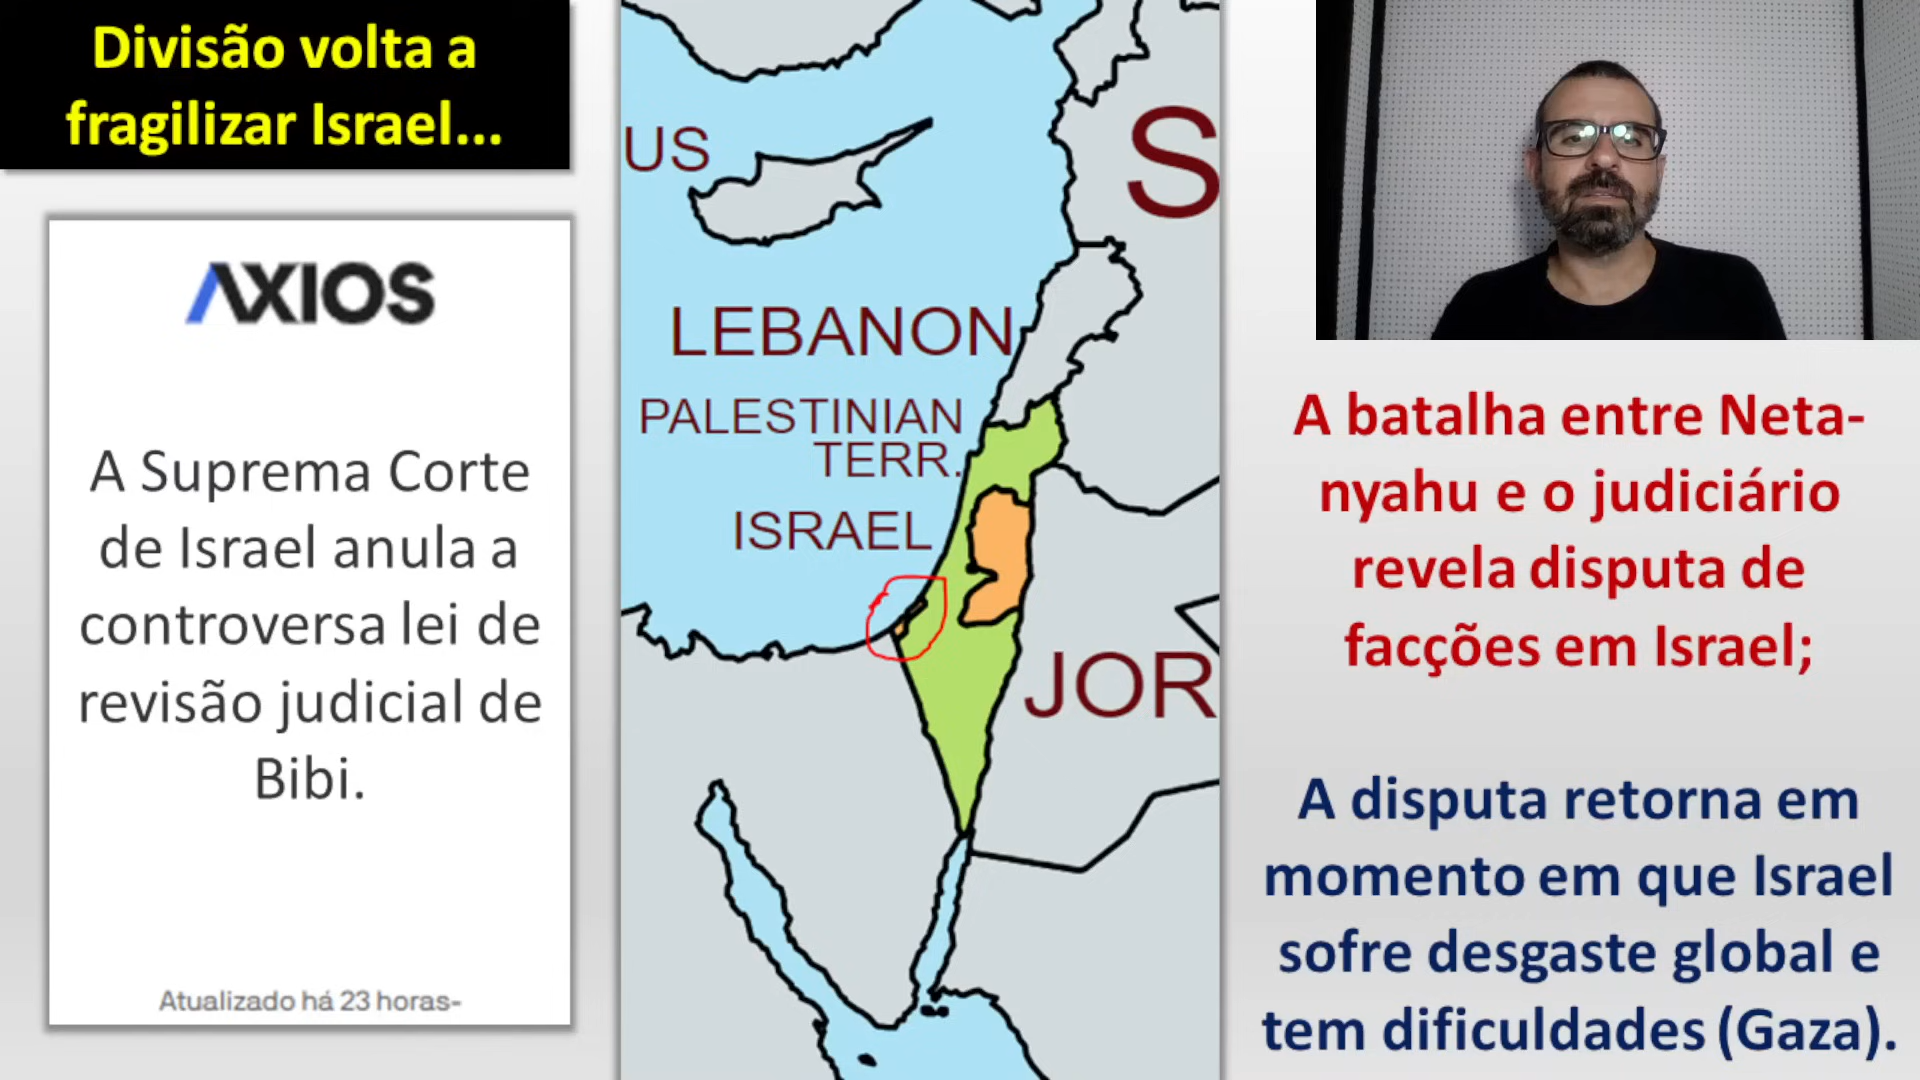 Divisão volta a
fragilizar Israel...
AXIOS
A Suprema Corte
de Israel anula a
controversa lei de
revisão judicial de
Bibi.
Atualizado há 23 horas-
US
S
LEBANON
PALESTINIAN
TERR.
ISRAEL
JOR
A batalha entre Neta-
nyahu e o judiciário
revela disputa de
facções em Israel;
A disputa retorna em
momento em que Israel
sofre desgaste global e
tem dificuldades (Gaza).